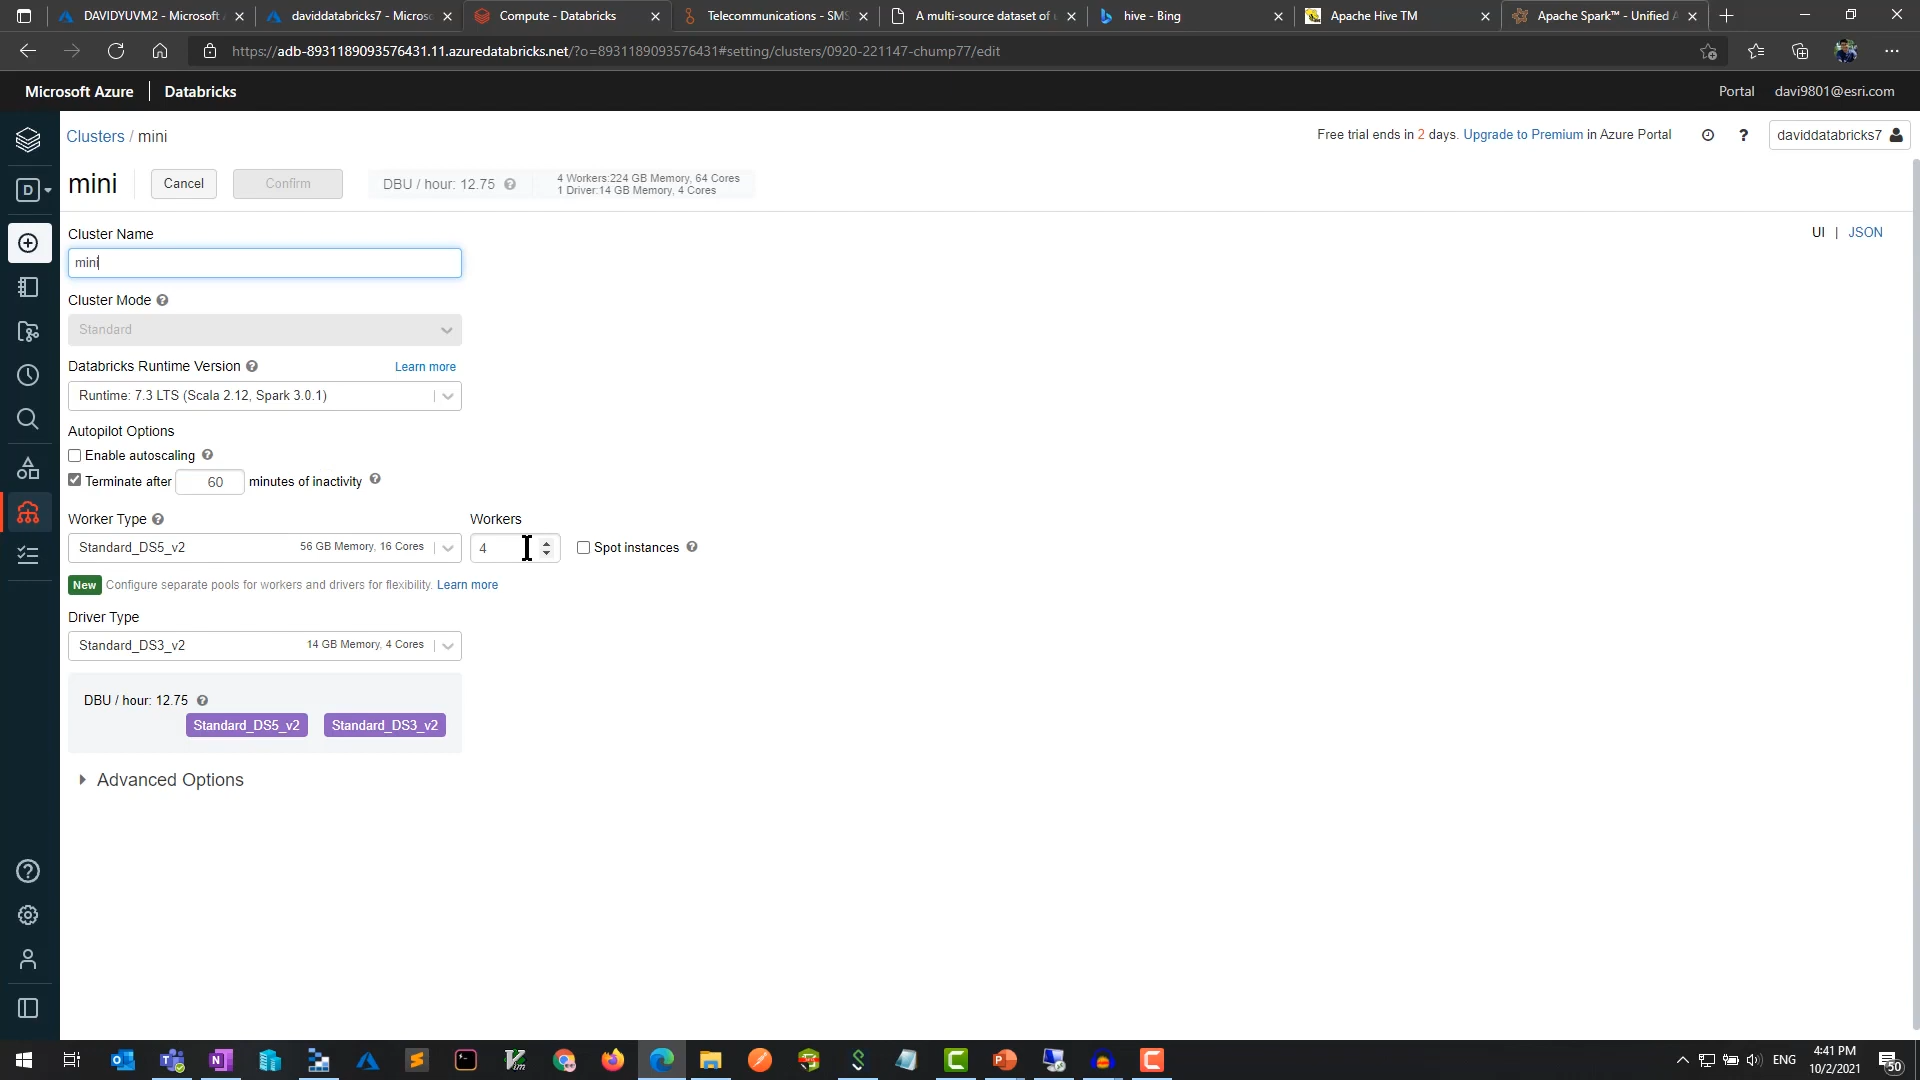 DAVIDYUVM2 - Microsoft A
daviddatabricks7 - Microso
Compute - Databricks
Telecommunications - SMS
A multi-source dataset of u
hive - Bing
Apache Hive TM
Apache Spark™ - Unified A
https://adb-8931189093576431.11.azuredatabricks.net/?o=8931189093576431#setting/clusters/0920-221147-chump77/edit
Microsoft Azure | Databricks
Portal davi9801@esri.com
Clusters / mini
Free trial ends in 2 days. Upgrade to Premium in Azure Portal
? daviddatabricks7
D
mini Cancel Confirm
DBU / hour: 12.75 ?
4 Workers:224 GB Memory, 64 Cores
1 Driver:14 GB Memory, 4 Cores
UI | JSON
Cluster Name
mini
Cluster Mode ?
Standard
Databricks Runtime Version ? Learn more
Runtime: 7.3 LTS (Scala 2.12, Spark 3.0.1)
Autopilot Options
Enable autoscaling ?
Terminate after 60 minutes of inactivity ?
Worker Type ? Workers
Standard_DS5_v2 56 GB Memory, 16 Cores 4 Spot instances ?
New Configure separate pools for workers and drivers for flexibility. Learn more
Driver Type
Standard_DS3_v2 14 GB Memory, 4 Cores
DBU / hour: 12.75 ?
Standard_DS5_v2 Standard_DS3_v2
Advanced Options
ENG
4:41 PM
10/2/2021
50